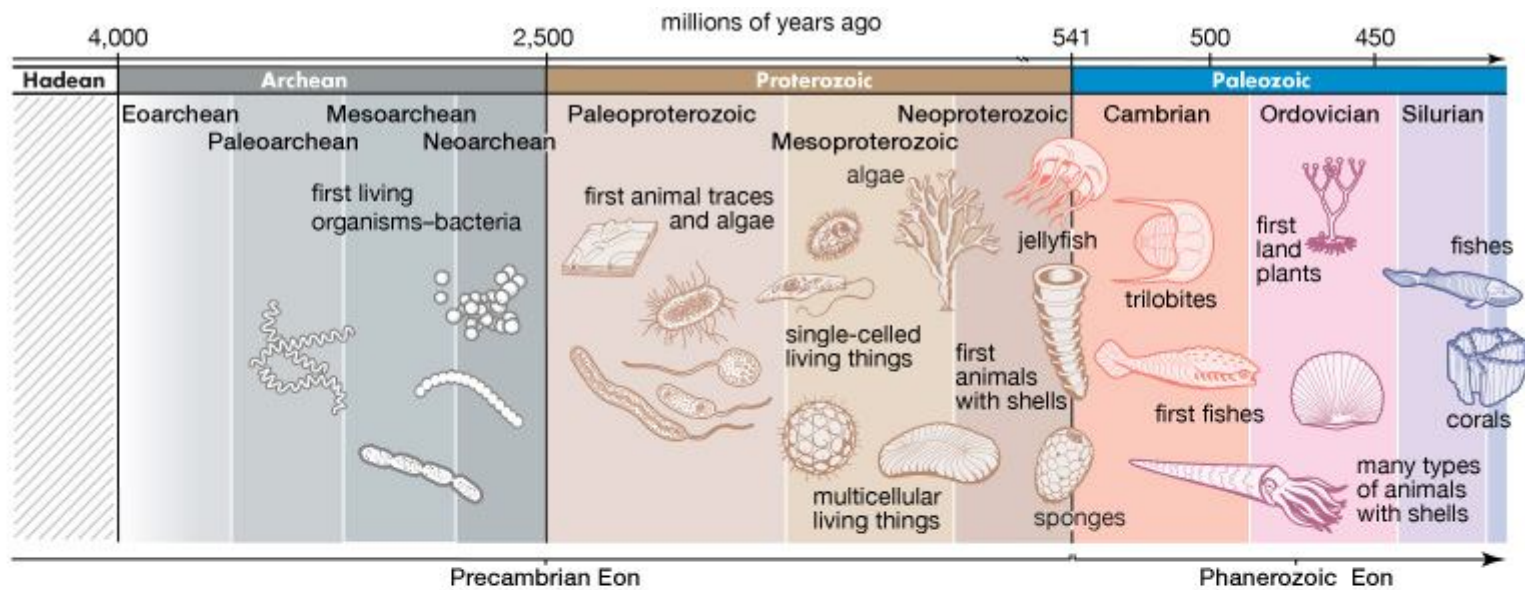 millions of years ago
4,000 2,500 541 500 450
Hadean Archean Proterozoic Paleozoic
Eoarchean Mesoarchean Paleoproterozoic Neoproterozoic Cambrian Ordovician Silurian
Paleoarchean Neoarchean Mesoproterozoic
first living
organisms–bacteria
first animal traces
and algae
algae
single-celled
living things
multicellular
living things
jellyfish
first
animals
with shells
sponges
trilobites
first fishes
first
land
plants
many types
of animals
with shells
fishes
corals
Precambrian Eon Phanerozoic Eon